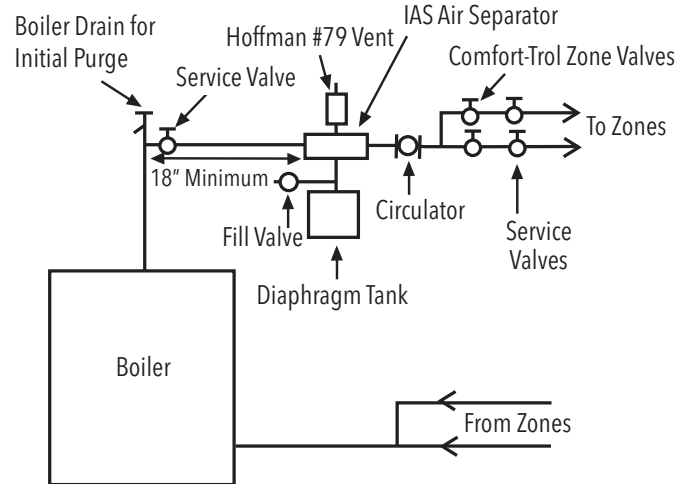 Boiler Drain for
Initial Purge
Service Valve
Hoffman #79 Vent
IAS Air Separator
Comfort-Trol Zone Valves
To Zones
18" Minimum
Fill Valve
Circulator
Service
Valves
Diaphragm Tank
Boiler
From Zones